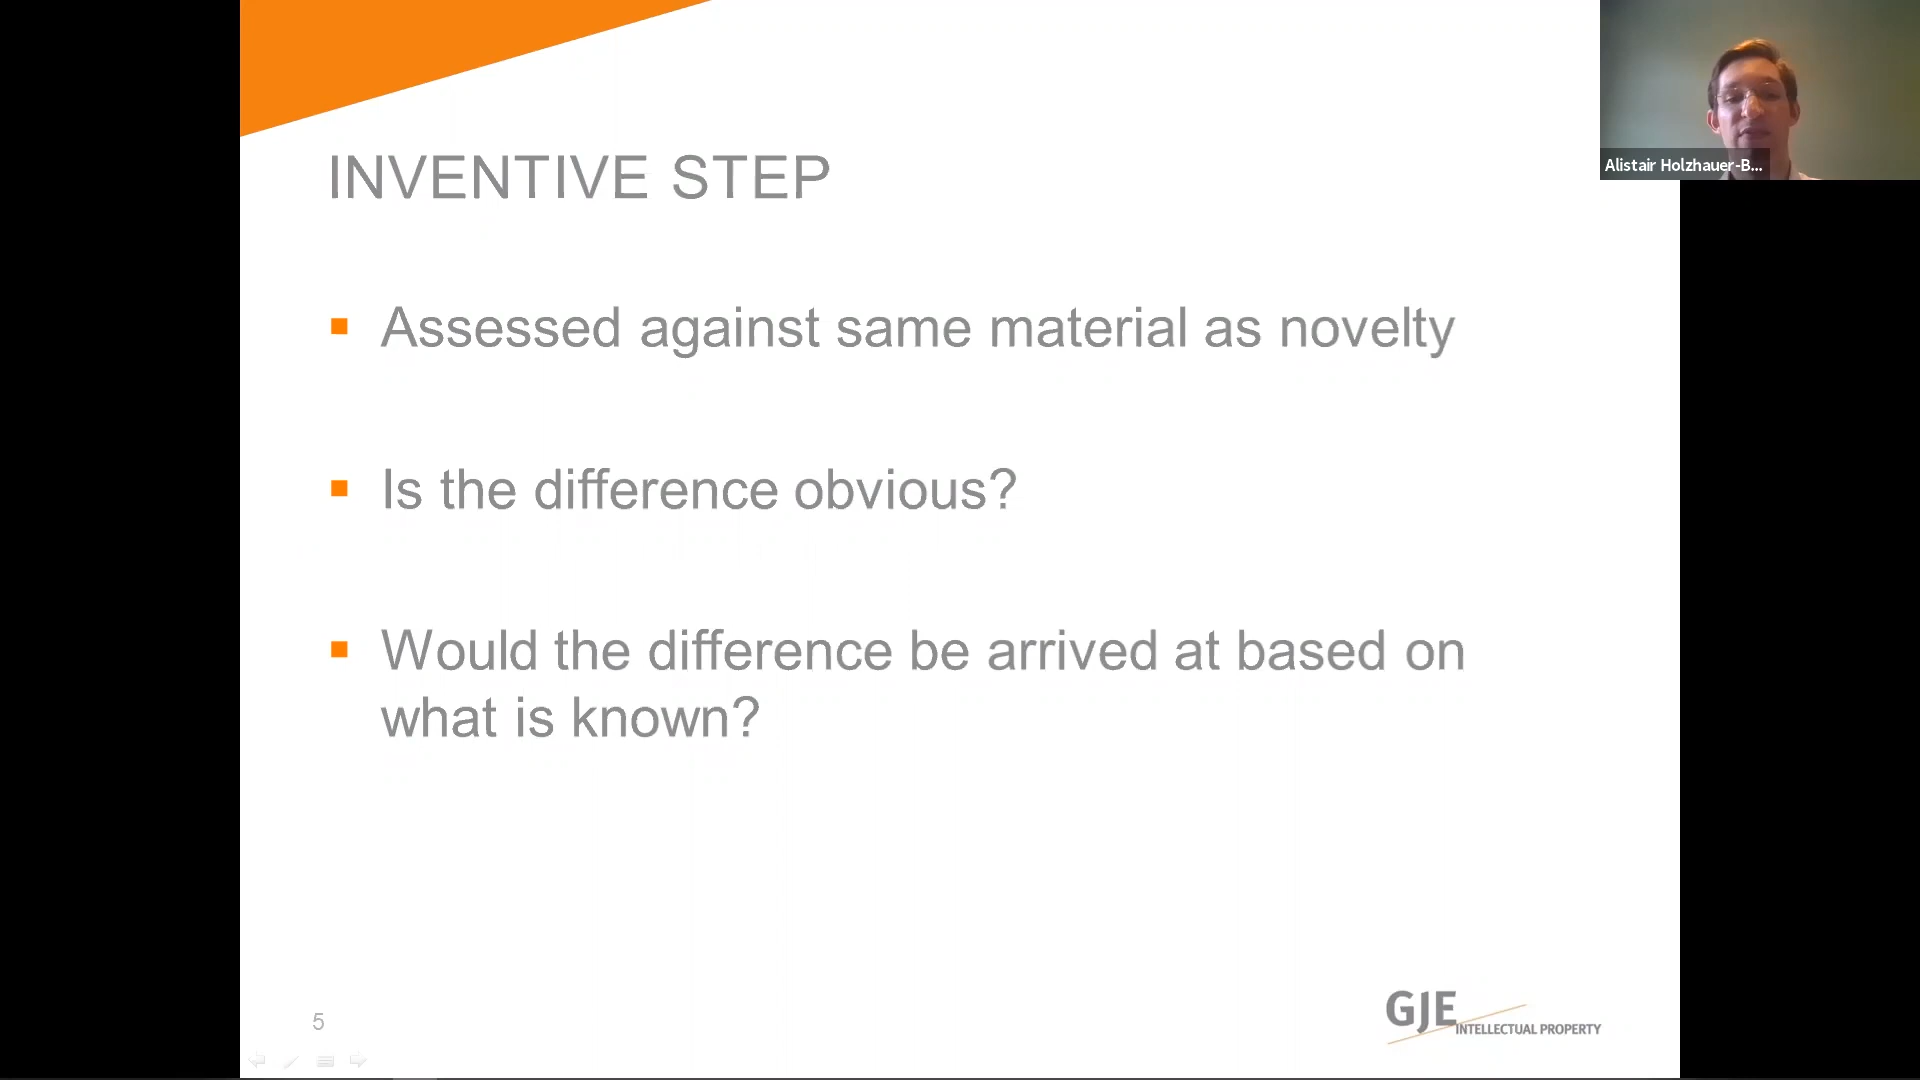 INVENTIVE STEP
Assessed against same material as novelty
Is the difference obvious?
Would the difference be arrived at based on
what is known?
5
GJE
INTELLECTUAL PROPERTY
Alistair Holzhauer-B...